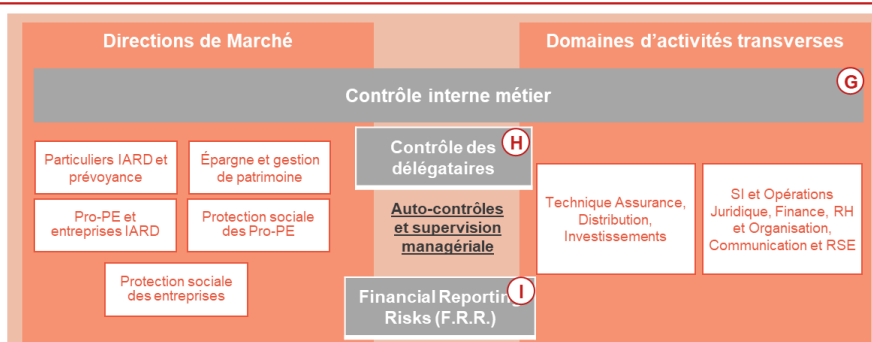 Directions de Marché
Domaines d'activités transverses
G
Contrôle interne métier
Contrôle des
délégataires
H
Particuliers IARD et
prévoyance
Épargne et gestion
de patrimoine
Pro-PE et
entreprises IARD
Protection sociale
des Pro-PE
Protection sociale
des entreprises
Auto-contrôles
et supervision
managériale
Technique Assurance,
Distribution,
Investissements
SI et Opérations
Juridique, Finance, RH
et Organisation,
Communication et RSE
I
Financial Reporting
Risks (F.R.R.)